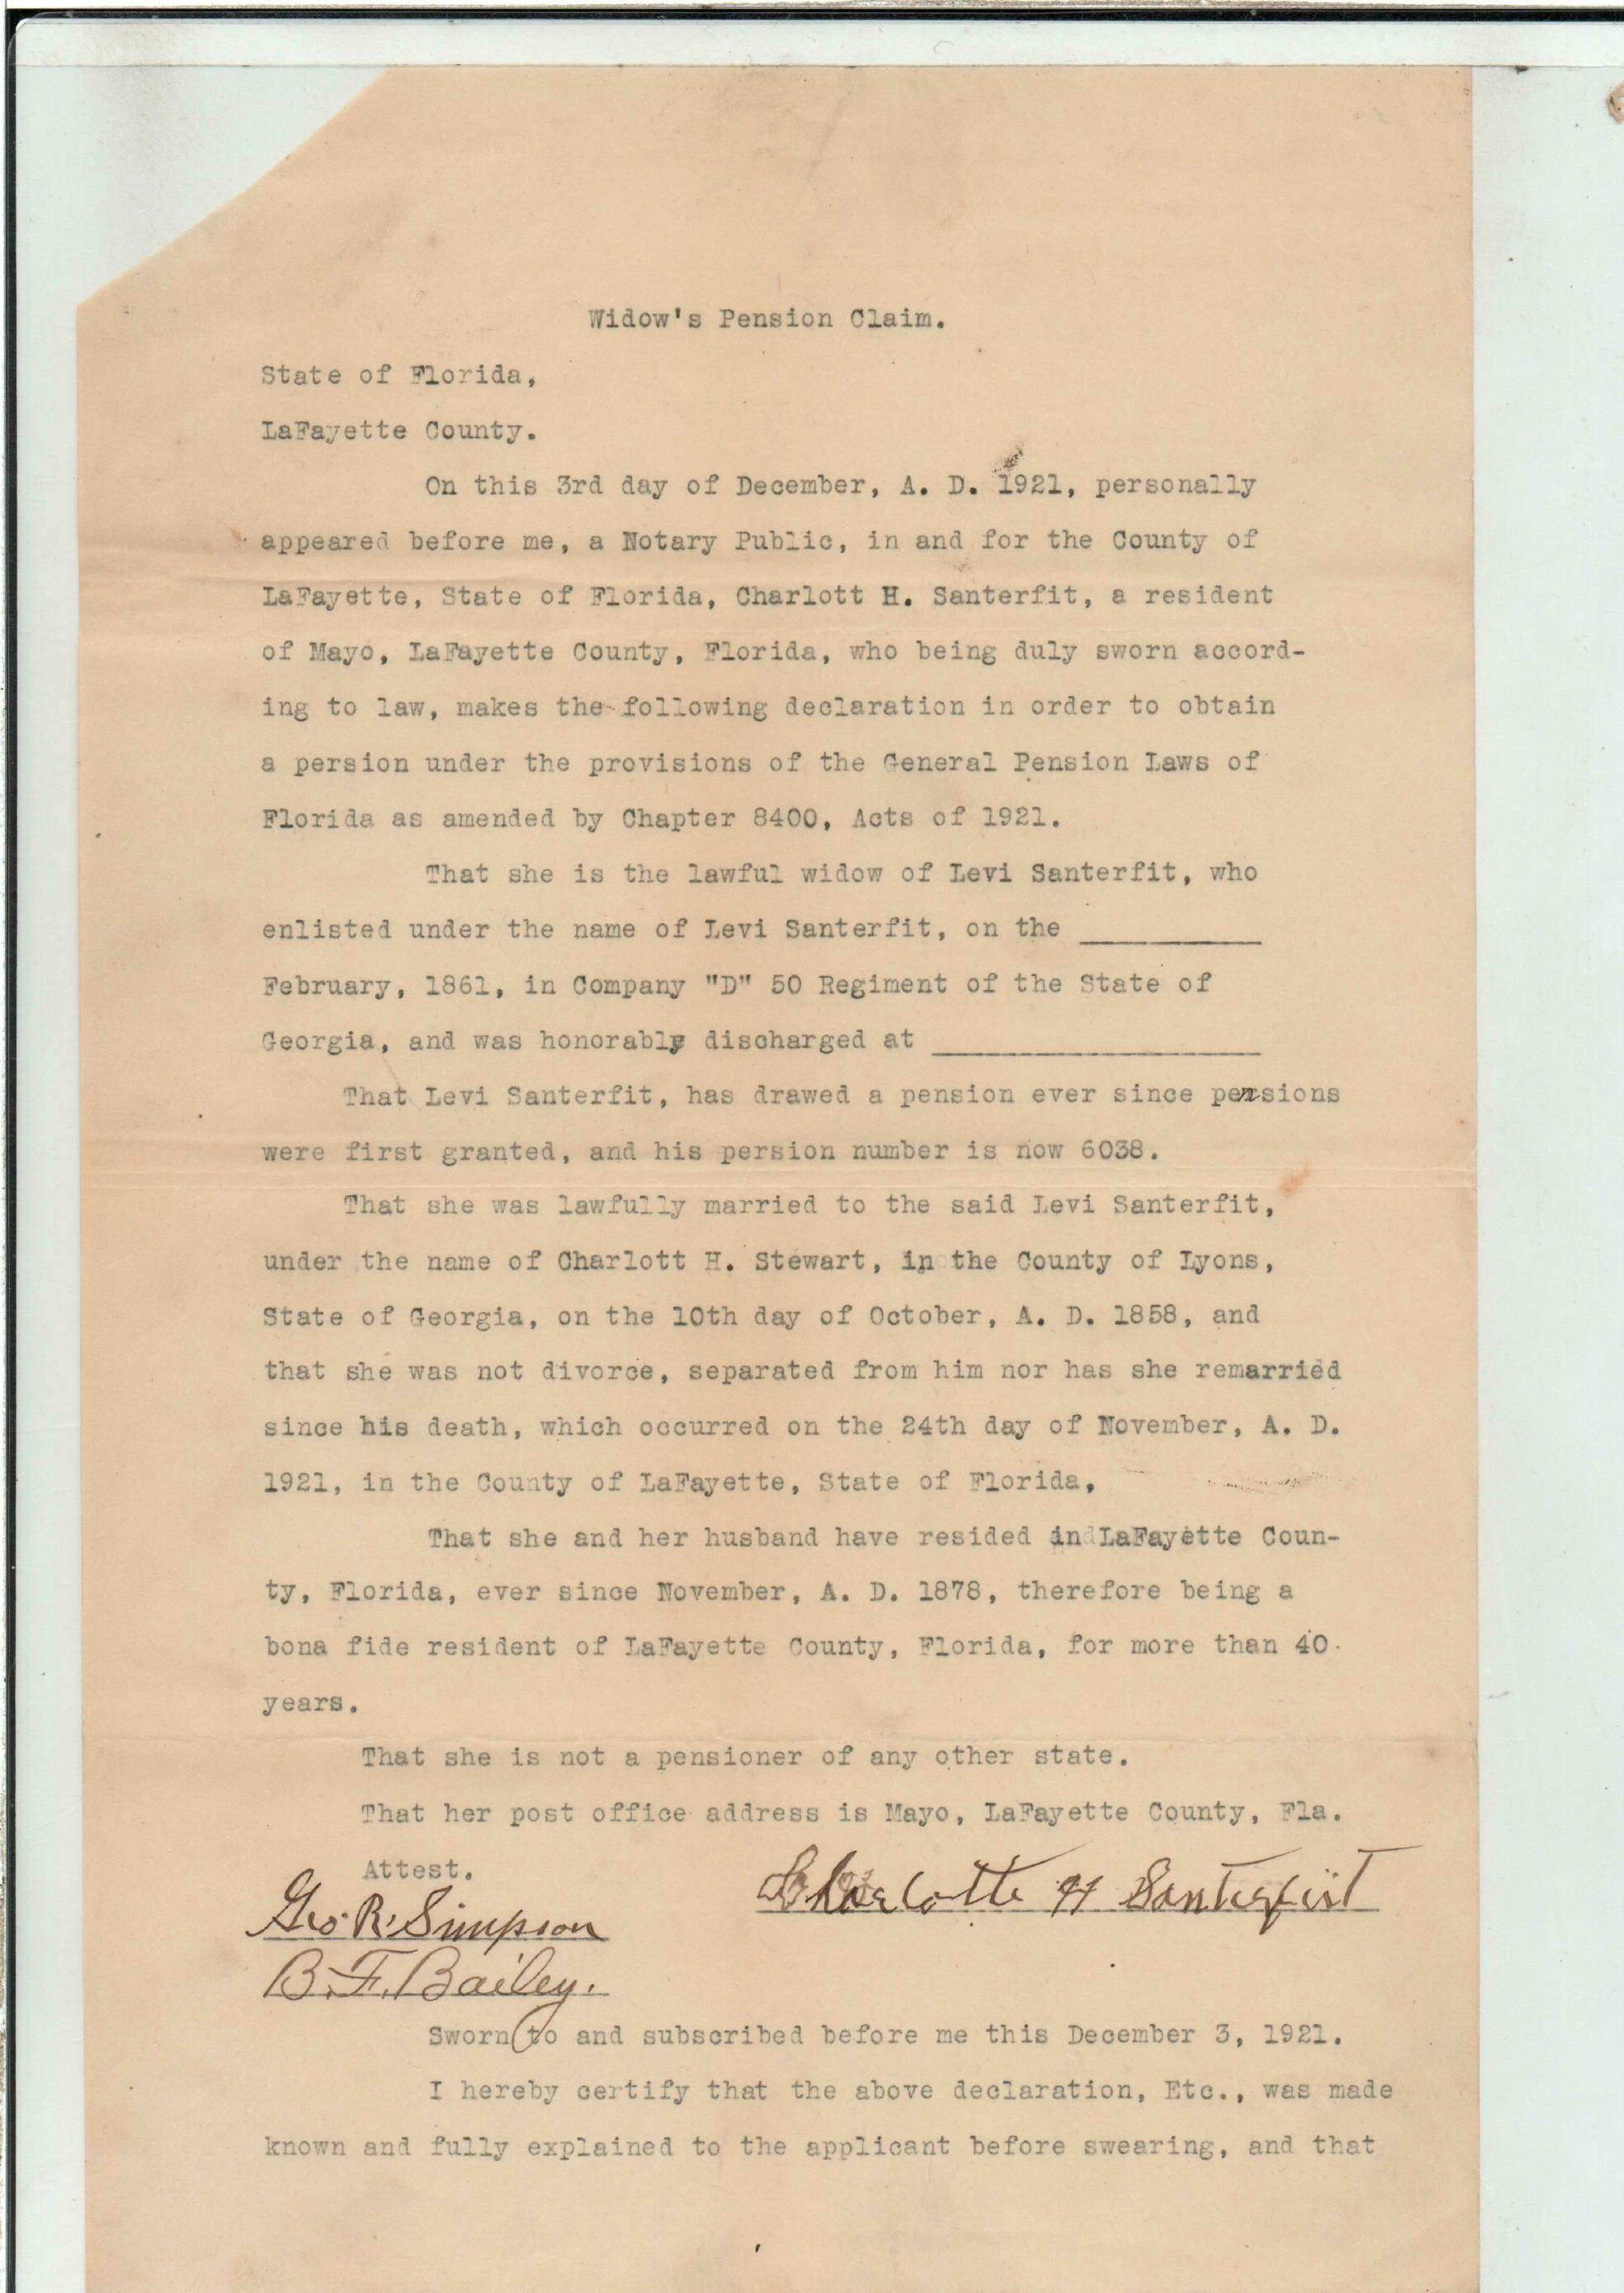 Widow's Pension Claim.
State of Florida,
LaFayette County.
On this 3rd day of December, A. D. 1921, personally
appeared before me, a Notary Public, in and for the County of
LaFayette, State of Florida, Charlott H. Santerfit, a resident
of Mayo, LaFayette County, Florida, who being duly sworn accord-
ing to law, makes the following declaration in order to obtain
a persion under the provisions of the General Pension Laws of
Florida as amended by Chapter 8400, Acts of 1921.
That she is the lawful widow of Levi Santerfit, who
enlisted under the name of Levi Santerfit, on the ___________
February, 1861, in Company "D" 50 Regiment of the State of
Georgia, and was honorably discharged at ____________________
That Levi Santerfit, has drawed a pension ever since pensions
were first granted, and his persion number is now 6038.
That she was lawfully married to the said Levi Santerfit,
under the name of Charlott H. Stewart, in the County of Lyons,
State of Georgia, on the 10th day of October, A. D. 1858, and
that she was not divorce, separated from him nor has she remarried
since his death, which occurred on the 24th day of November, A. D.
1921, in the County of LaFayette, State of Florida,
That she and her husband have resided in LaFayette Coun-
ty, Florida, ever since November, A. D. 1878, therefore being a
bona fide resident of LaFayette County, Florida, for more than 40
years.
That she is not a pensioner of any other state.
That her post office address is Mayo, LaFayette County, Fla.
Attest.
Charlotte H Santerfit
Geo. R. Simpson
B. F. Bailey.
Sworn to and subscribed before me this December 3, 1921.
I hereby certify that the above declaration, Etc., was made
known and fully explained to the applicant before swearing, and that